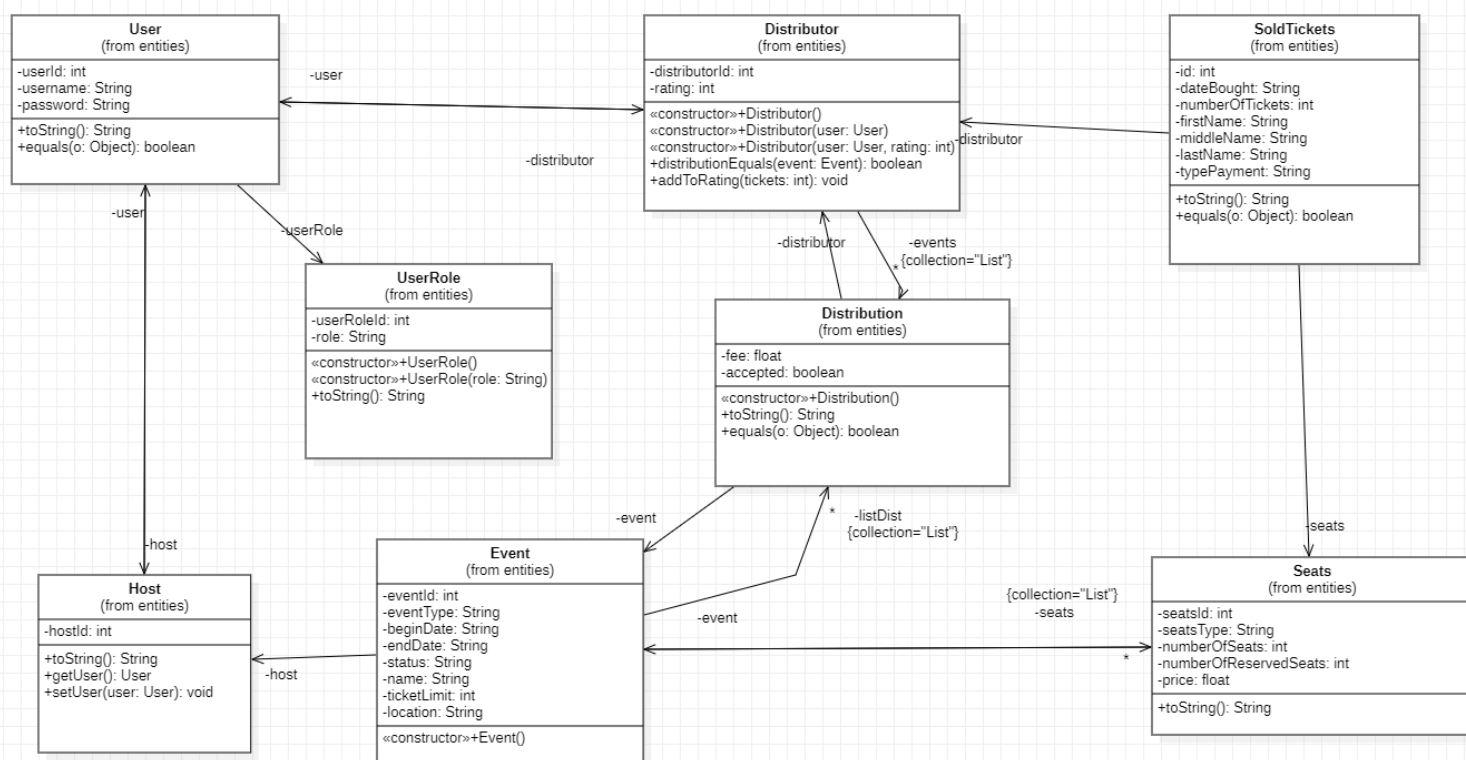 User
(from entities)
-userId: int
-username: String
-password: String
+toString(): String
+equals(o: Object): boolean
-user
-distributor
Distributor
(from entities)
-distributorId: int
-rating: int
«constructor»+Distributor()
«constructor»+Distributor(user: User)
«constructor»+Distributor(user: User, rating: int)
+distributionEquals(event: Event): boolean
+addToRating(tickets: int): void
-distributor
SoldTickets
(from entities)
-id: int
-dateBought: String
-numberOfTickets: int
-firstName: String
-middleName: String
-lastName: String
-typePayment: String
+toString(): String
+equals(o: Object): boolean
-user
-userRole
UserRole
(from entities)
-userRoleId: int
-role: String
«constructor»+UserRole()
«constructor»+UserRole(role: String)
+toString(): String
-distributor
-events
* {collection="List"}
Distribution
(from entities)
-fee: float
-accepted: boolean
«constructor»+Distribution()
+toString(): String
+equals(o: Object): boolean
-event
* -listDist
{collection="List"}
-host
Host
(from entities)
-hostId: int
+toString(): String
+getUser(): User
+setUser(user: User): void
-host
Event
(from entities)
-eventId: int
-eventType: String
-beginDate: String
-endDate: String
-status: String
-name: String
-ticketLimit: int
-location: String
«constructor»+Event()
-event
{collection="List"}
-seats
*
-seats
Seats
(from entities)
-seatsId: int
-seatsType: String
-numberOfSeats: int
-numberOfReservedSeats: int
-price: float
+toString(): String